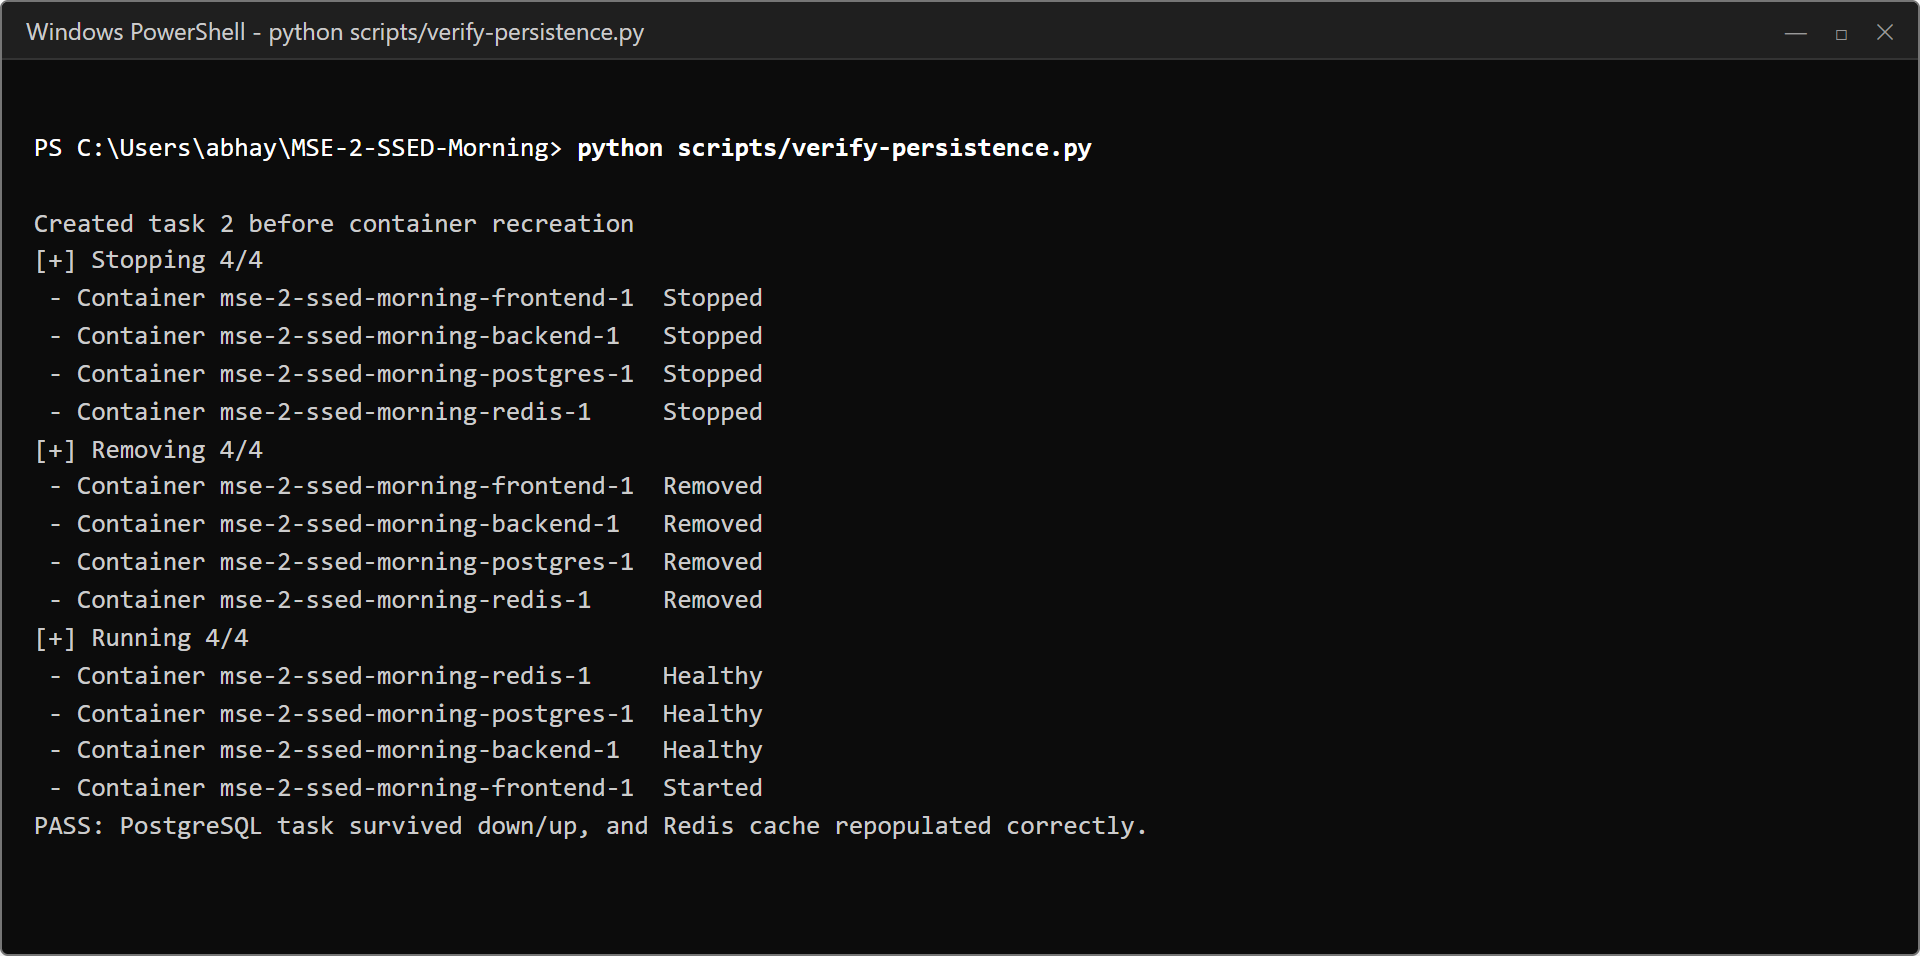 Windows PowerShell - python scripts/verify-persistence.py
PS C:\Users\abhay\MSE-2-SSED-Morning> python scripts/verify-persistence.py
Created task 2 before container recreation
[+] Stopping 4/4
 - Container mse-2-ssed-morning-frontend-1  Stopped
 - Container mse-2-ssed-morning-backend-1   Stopped
 - Container mse-2-ssed-morning-postgres-1  Stopped
 - Container mse-2-ssed-morning-redis-1     Stopped
[+] Removing 4/4
 - Container mse-2-ssed-morning-frontend-1  Removed
 - Container mse-2-ssed-morning-backend-1   Removed
 - Container mse-2-ssed-morning-postgres-1  Removed
 - Container mse-2-ssed-morning-redis-1     Removed
[+] Running 4/4
 - Container mse-2-ssed-morning-redis-1     Healthy
 - Container mse-2-ssed-morning-postgres-1  Healthy
 - Container mse-2-ssed-morning-backend-1   Healthy
 - Container mse-2-ssed-morning-frontend-1  Started
PASS: PostgreSQL task survived down/up, and Redis cache repopulated correctly.